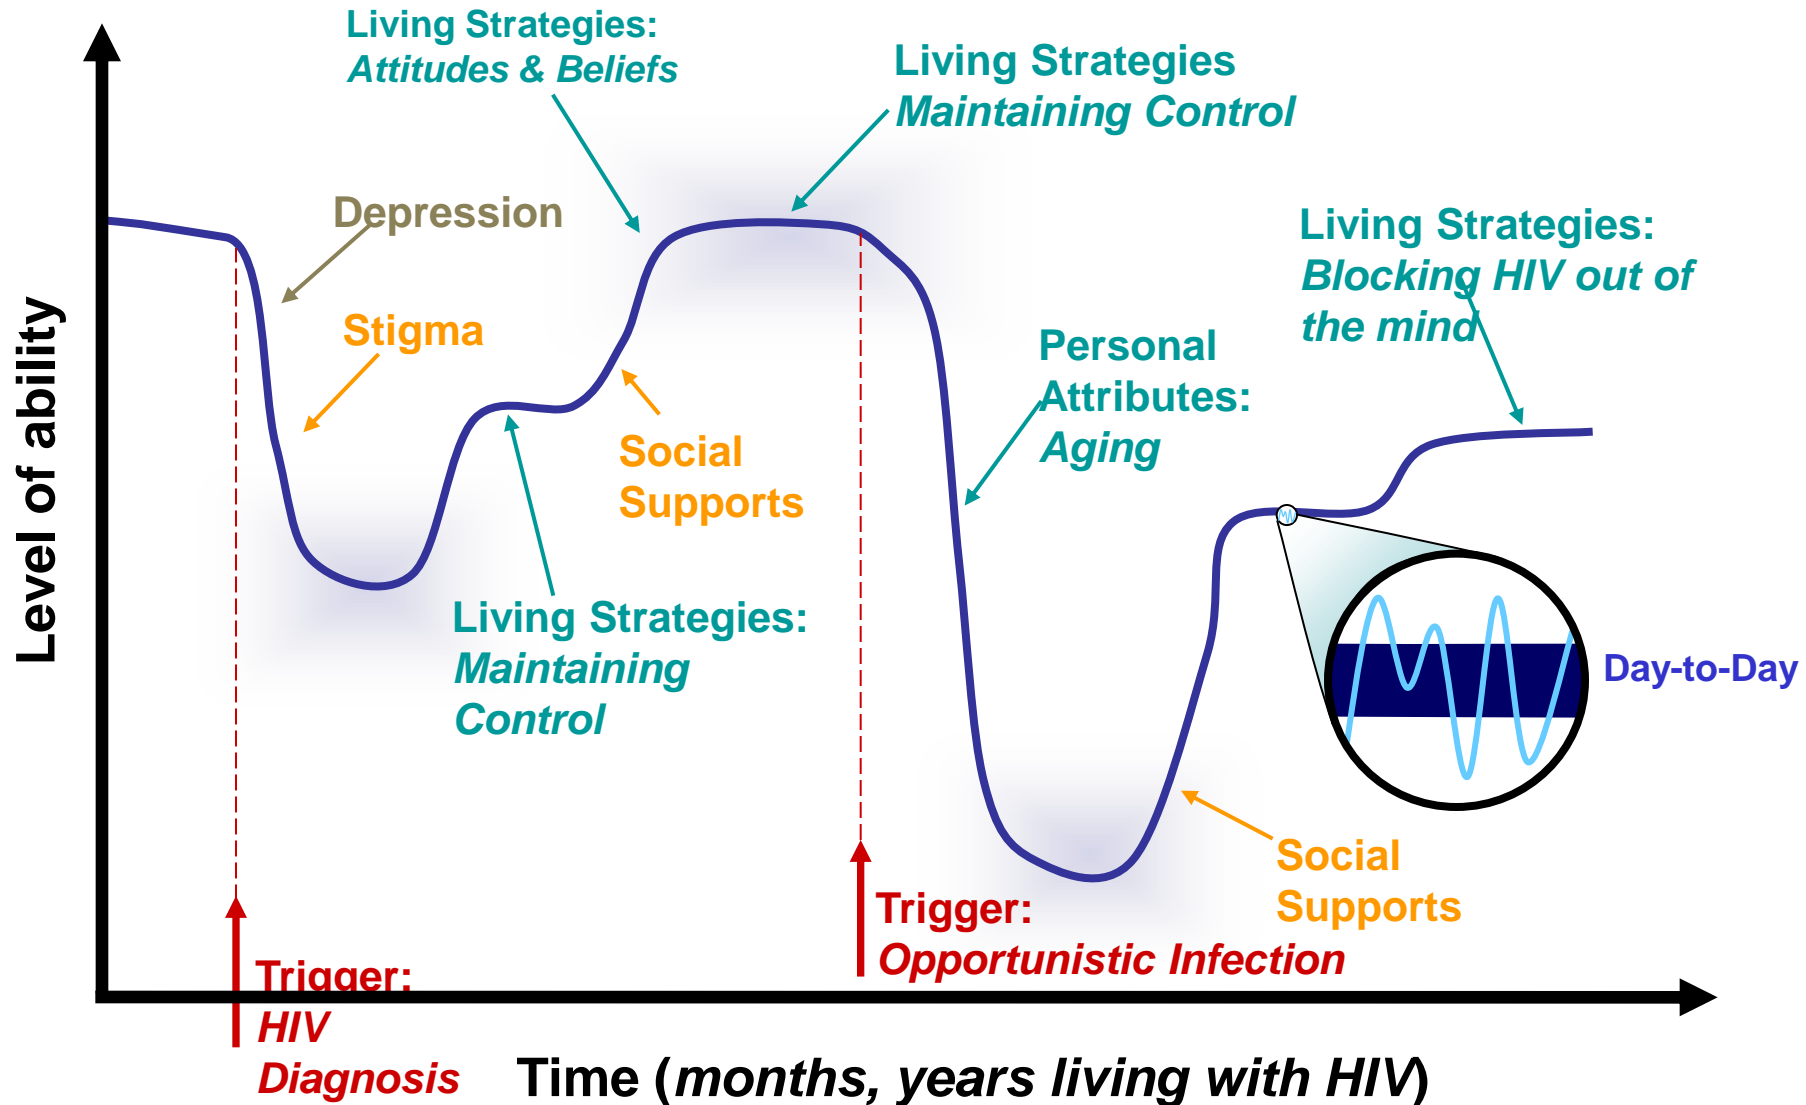 Living Strategies:
Attitudes & Beliefs
Living Strategies
Maintaining Control
Depression
Living Strategies:
Blocking HIV out of
the mind
Stigma
Personal
Attributes:
Aging
Level of ability
Social
Supports
Living Strategies:
Maintaining
Control
Day-to-Day
Social
Supports
Trigger:
Opportunistic Infection
Trigger:
HIV
Diagnosis
Time (months, years living with HIV)